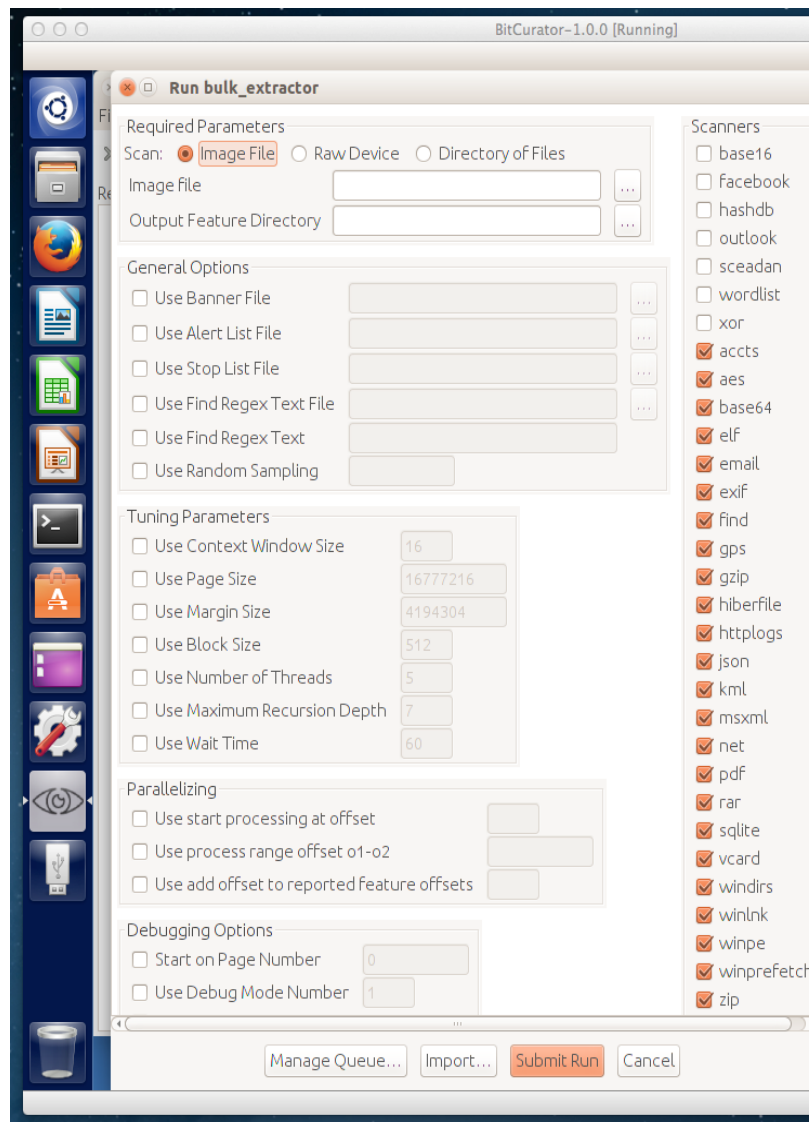 BitCurator-1.0.0 [Running]
Run bulk_extractor
Fi
Re
Required Parameters
Scan: Image File Raw Device Directory of Files
Image file ...
Output Feature Directory ...
General Options
Use Banner File ...
Use Alert List File ...
Use Stop List File ...
Use Find Regex Text File ...
Use Find Regex Text
Use Random Sampling
Tuning Parameters
Use Context Window Size 16
Use Page Size 16777216
Use Margin Size 4194304
Use Block Size 512
Use Number of Threads 5
Use Maximum Recursion Depth 7
Use Wait Time 60
Parallelizing
Use start processing at offset
Use process range offset o1-o2
Use add offset to reported feature offsets
Debugging Options
Start on Page Number 0
Use Debug Mode Number 1
Scanners
base16
facebook
hashdb
outlook
sceadan
wordlist
xor
accts
aes
base64
elf
email
exif
find
gps
gzip
hiberfile
httplogs
json
kml
msxml
net
pdf
rar
sqlite
vcard
windirs
winlnk
winpe
winprefetch
zip
Manage Queue... Import... Submit Run Cancel